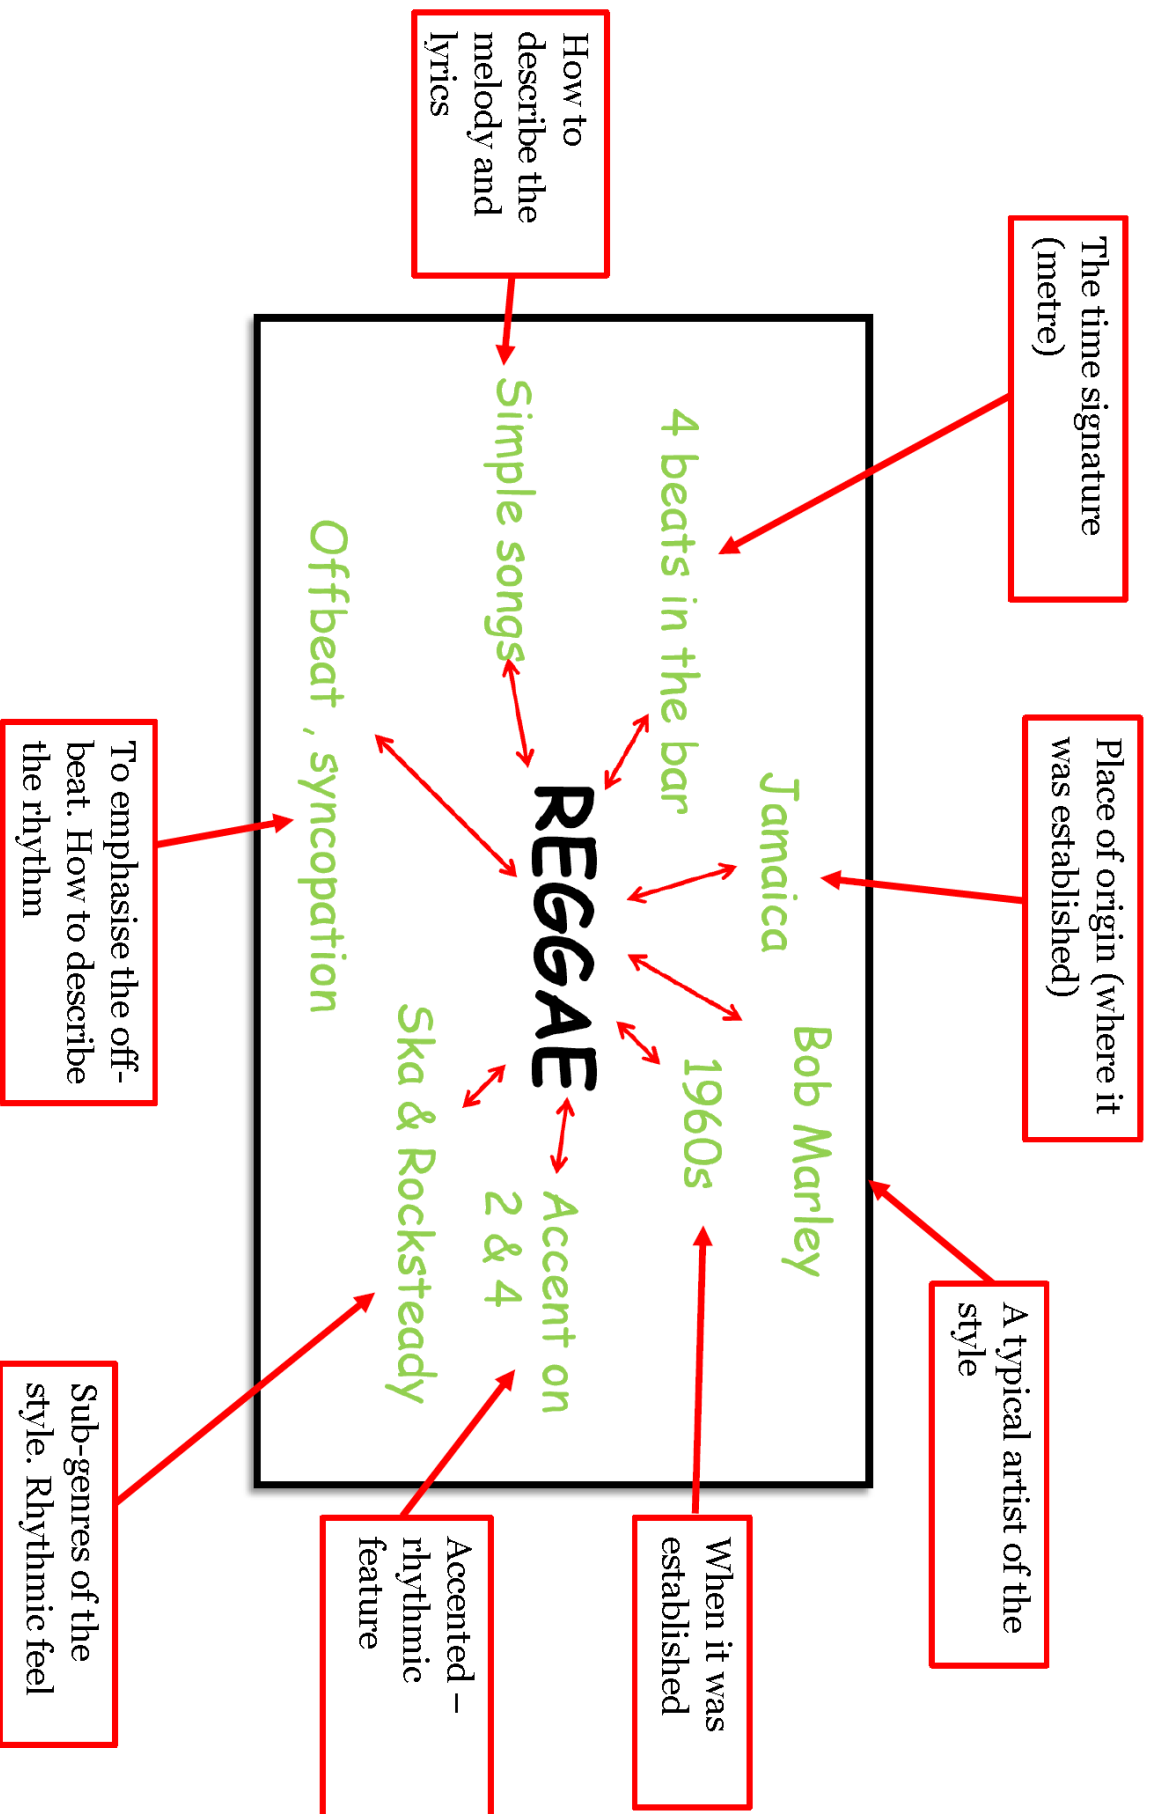 The time signature
(metre)
Place of origin (where it
was established)
A typical artist of the
style
How to
describe the
melody and
lyrics
4 beats in the bar
Jamaica
Bob Marley
1960s
Simple songs
REGGAE
Accent on
2 & 4
Offbeat , syncopation
Ska & Rocksteady
When it was
established
Accented –
rhythmic
feature
To emphasise the off-
beat. How to describe
the rhythm
Sub-genres of the
style. Rhythmic feel